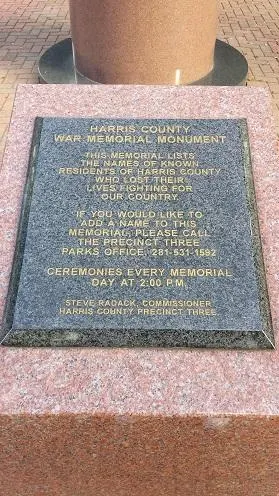 HARRIS COUNTY
WAR MEMORIAL MONUMENT
THIS MEMORIAL LISTS
THE NAMES OF KNOWN
RESIDENTS OF HARRIS COUNTY
WHO LOST THEIR
LIVES FIGHTING FOR
OUR COUNTRY.
IF YOU WOULD LIKE TO
ADD A NAME TO THIS
MEMORIAL, PLEASE CALL
THE PRECINCT THREE
PARKS OFFICE, 281-531-1592
CEREMONIES EVERY MEMORIAL
DAY AT 2:00 P.M.
STEVE RADACK, COMMISSIONER
HARRIS COUNTY PRECINCT THREE